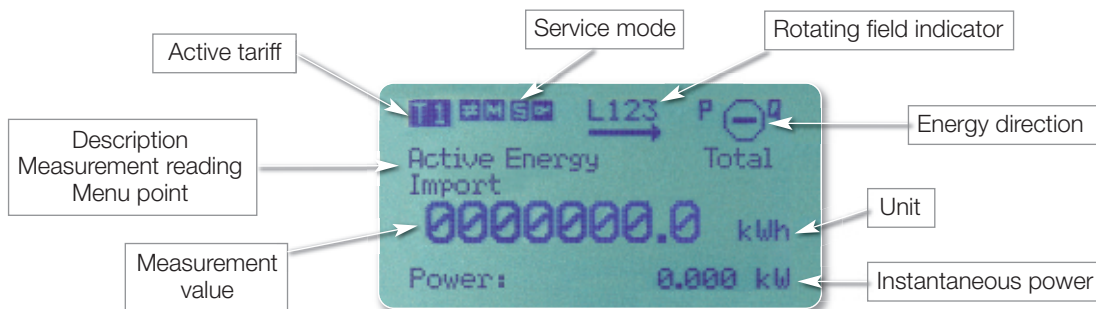 Service mode
Rotating field indicator
Active tariff
T1 M S L123 P Q
Energy direction
Description
Measurement reading
Menu point
Active Energy Total
Import
0000000.0 kWh
Unit
Measurement
value
Power: 0.000 kW
Instantaneous power